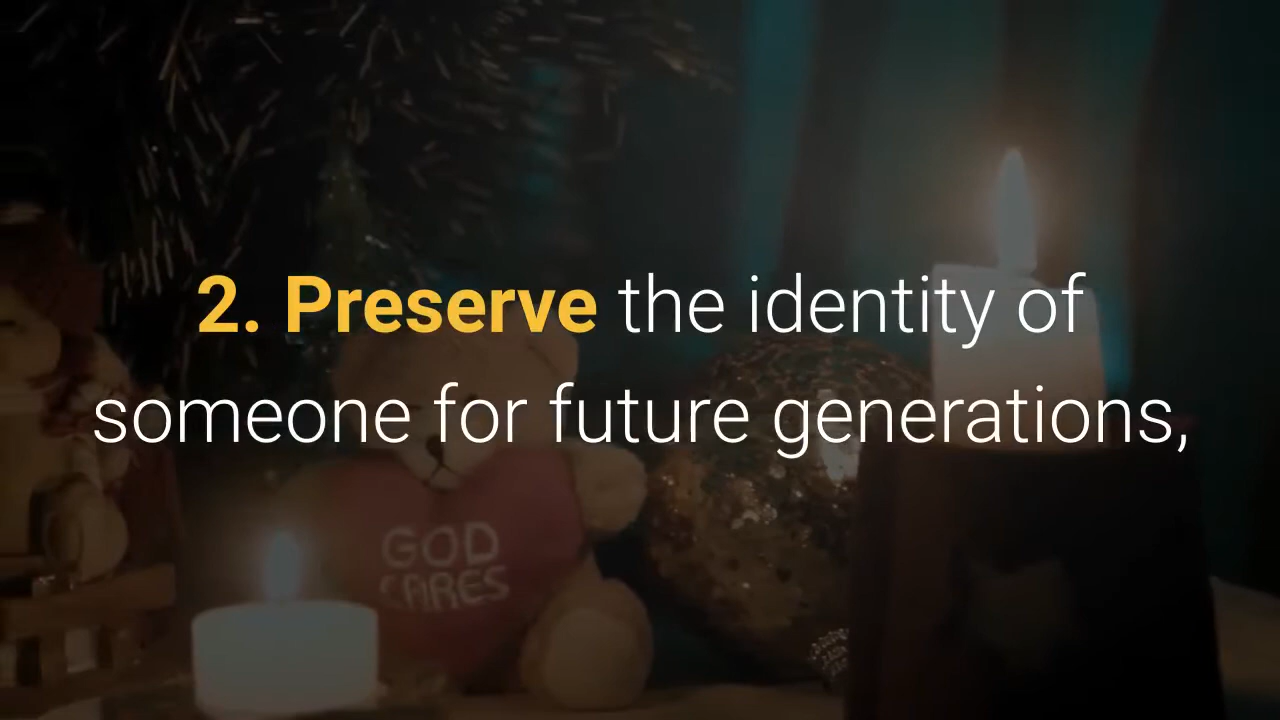 2. Preserve the identity of
someone for future generations,
GOD
CARES